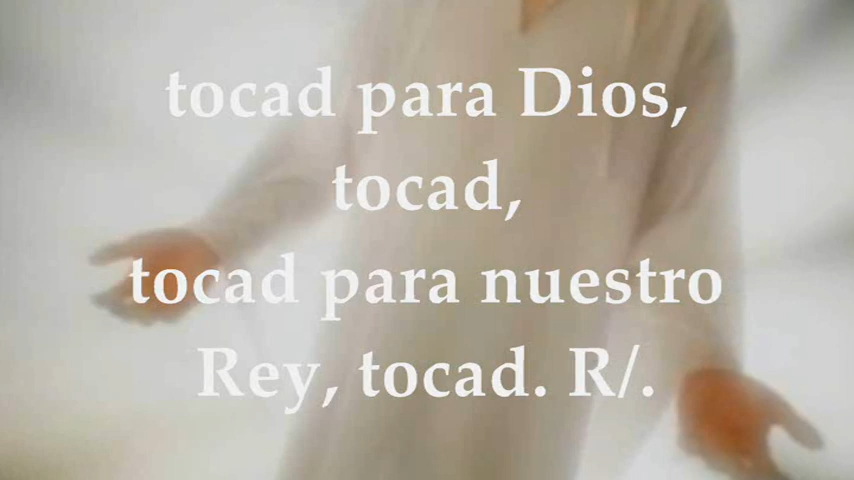 tocad para Dios,
tocad,
tocad para nuestro
Rey, tocad. R/.